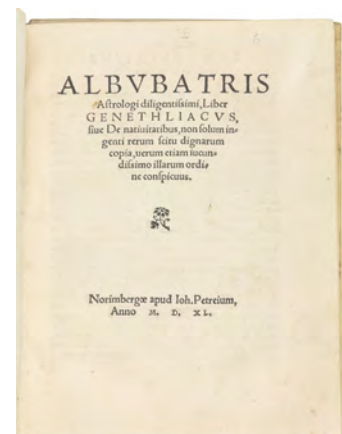 ALBVBATRIS
Astrologi diligentissimi, Liber
GENETHLIACVS,
siue De natiuitatibus, non solum in-
genti rerum scitu dignarum
copia, uerum etiam iucun-
dissimo illarum ordi-
ne conspicuus.
Norimbergæ apud Ioh. Petreium,
Anno M. D. XL.